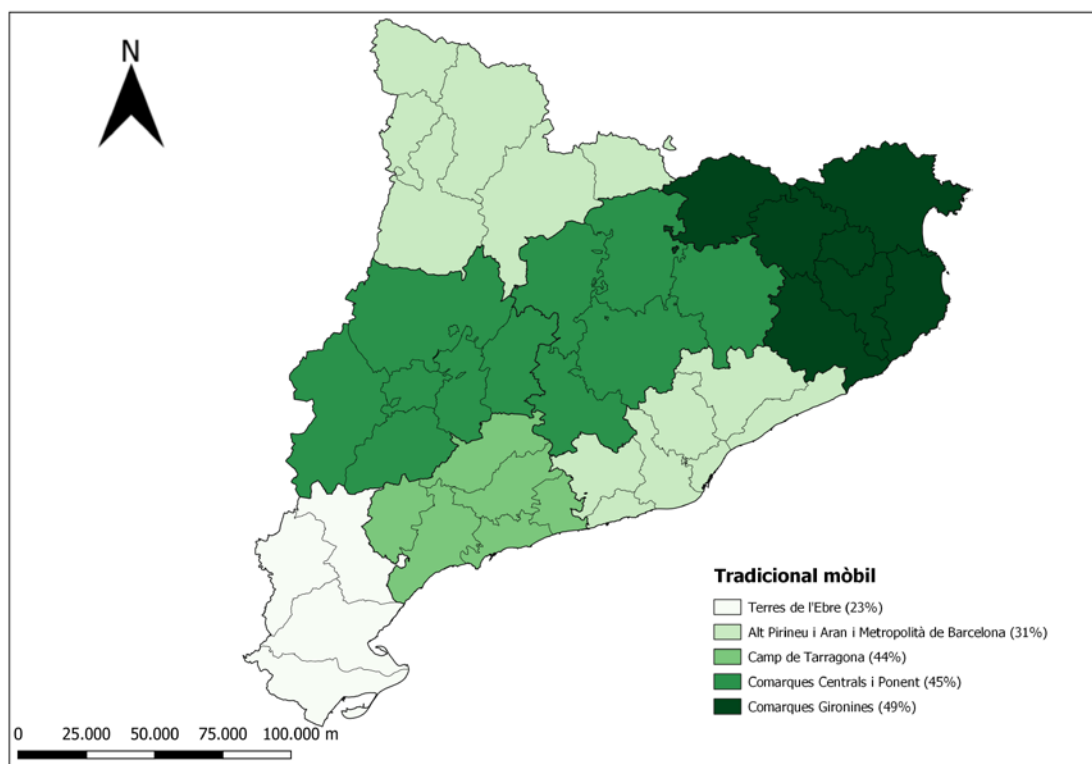 N
Tradicional mòbil
Terres de l'Ebre (23%)
Alt Pirineu i Aran i Metropolità de Barcelona (31%)
Camp de Tarragona (44%)
Comarques Centrals i Ponent (45%)
Comarques Gironines (49%)
0 25.000 50.000 75.000 100.000 m